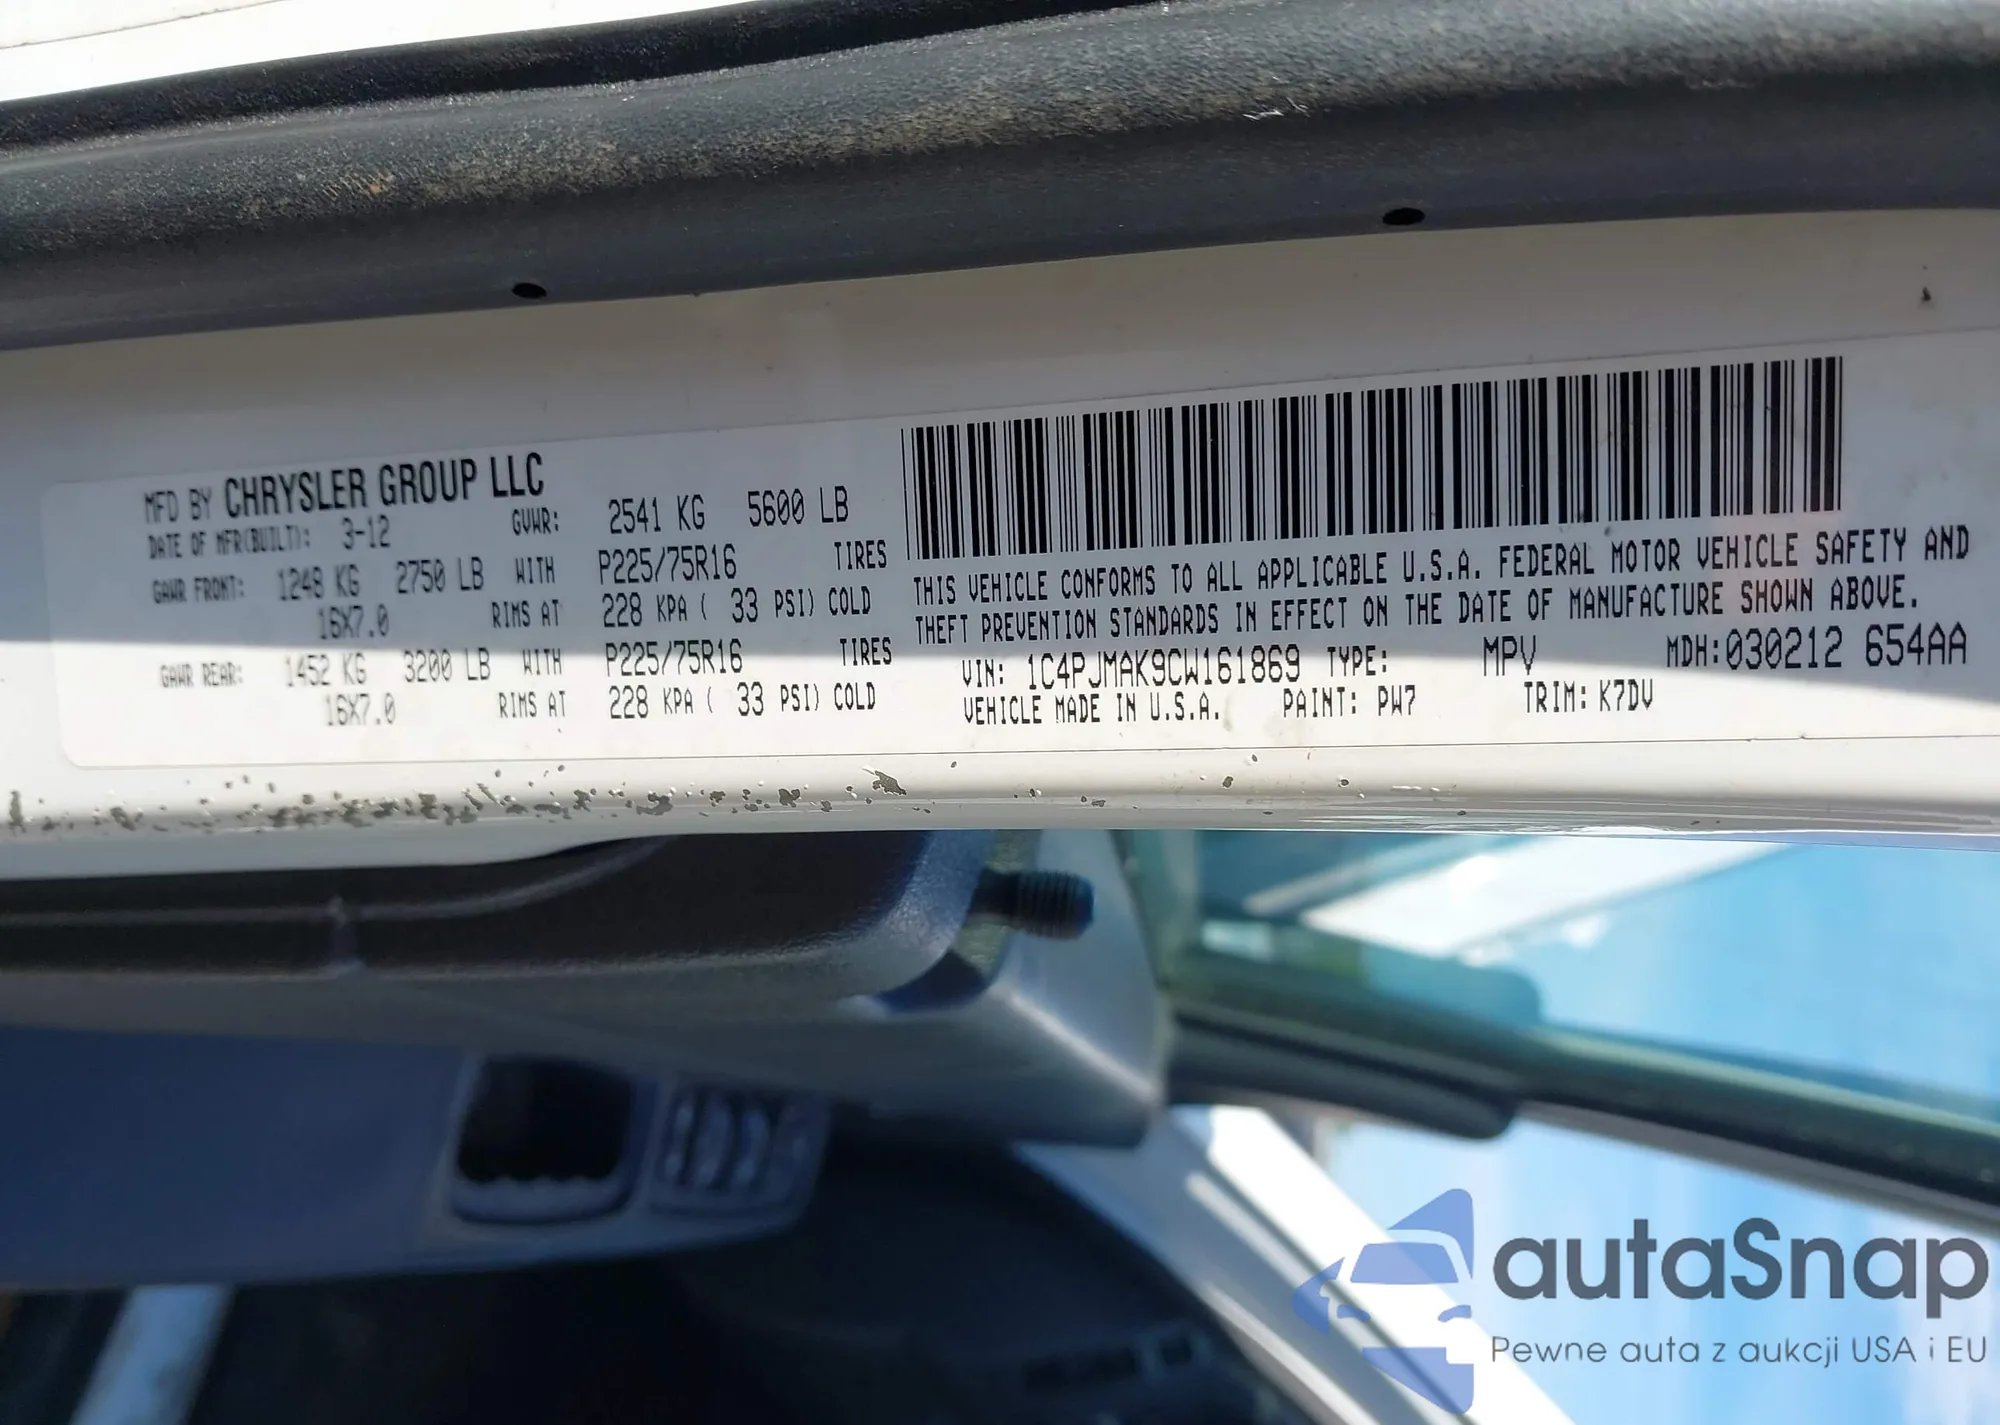 MFD BY CHRYSLER GROUP LLC
DATE OF MFR(BUILT): 3-12 GVWR: 2541 KG 5600 LB
GAWR FRONT: 1248 KG 2750 LB WITH P225/75R16 TIRES
16X7.0 RIMS AT 228 KPA ( 33 PSI) COLD
GAWR REAR: 1452 KG 3200 LB WITH P225/75R16 TIRES
16X7.0 RIMS AT 228 KPA ( 33 PSI) COLD
THIS VEHICLE CONFORMS TO ALL APPLICABLE U.S.A. FEDERAL MOTOR VEHICLE SAFETY AND
THEFT PREVENTION STANDARDS IN EFFECT ON THE DATE OF MANUFACTURE SHOWN ABOVE.
VIN: 1C4PJMAK9CW161869 TYPE: MPV MDH:030212 654AA
VEHICLE MADE IN U.S.A. PAINT: PW7 TRIM: K7DV
autaSnap
Pewne auta z aukcji USA i EU